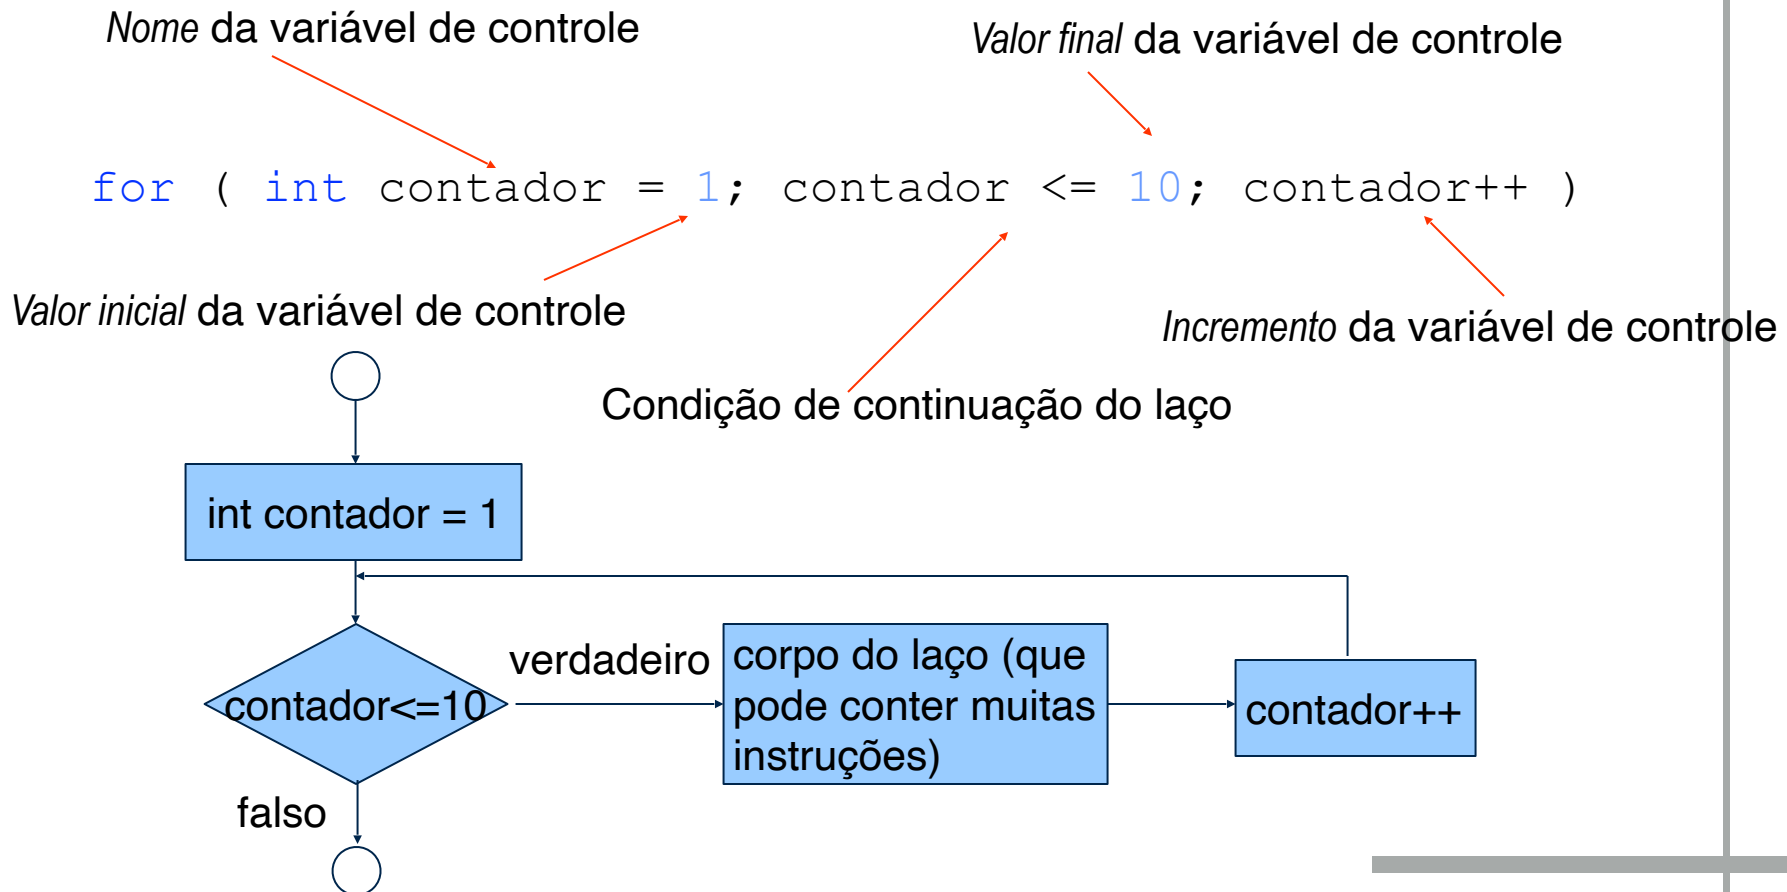 Nome da variável de controle
Valor final da variável de controle
for ( int contador = 1; contador <= 10; contador++ )
Valor inicial da variável de controle
Incremento da variável de controle
Condição de continuação do laço
int contador = 1
contador<=10
verdadeiro
corpo do laço (que
pode conter muitas
instruções)
contador++
falso